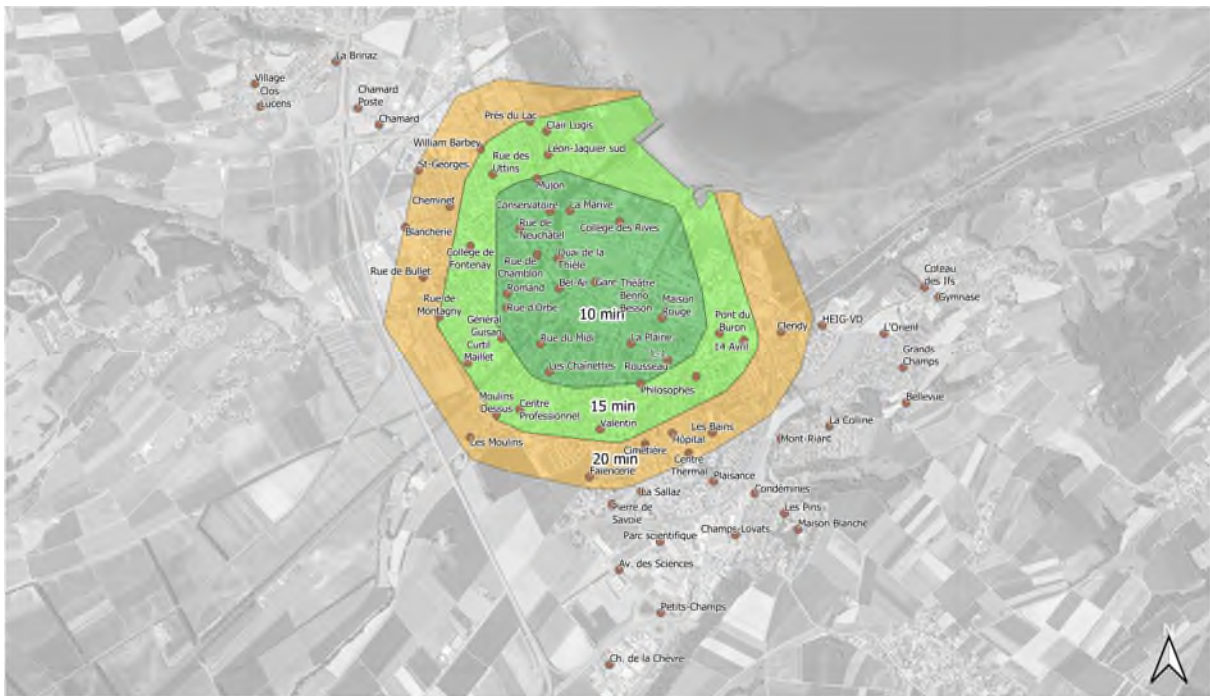 La Brinaz
Village
Clos
Lucens
Chamard
Poste
Chamard
Près du Lac
Clair Logis
William Barbey
Léon-Jaquier sud
Rue des
Uttins
St-Georges
Mujon
Cheminet
Conservatoire
La Marive
Collège des Rives
Rue de
Neuchâtel
Blancherie
Collège de
Fontenay
Quai de la
Thièle
Rue de
Chamblon
Rue de Bullet
Bel-Air
Gare
Théâtre
Benno
Besson
Romand
Rue de
Montagny
Rue d'Orbe
Maison
Rouge
10 min
Général
Guisan
Pont du
Buron
Clendy
HEIG-VD
Coteau
des Ifs
Gymnase
L'Orient
Curtil
Maillet
Rue du Midi
La Plaine
14 Avril
Grands
Champs
J.-J.
Rousseau
Les Chaînettes
Philosophes
Bellevue
Moulins
Dessus
Centre
Professionnel
15 min
Valentin
La Colline
Les Moulins
Les Bains
Hôpital
Mont-Riant
Cimetière
20 min
Centre
Thermal
Faïencerie
Plaisance
La Sallaz
Condémines
Pierre de
Savoie
Les Pins
Maison Blanche
Champs-Lovats
Parc scientifique
Av. des Sciences
Petits-Champs
Ch. de la Chèvre
N